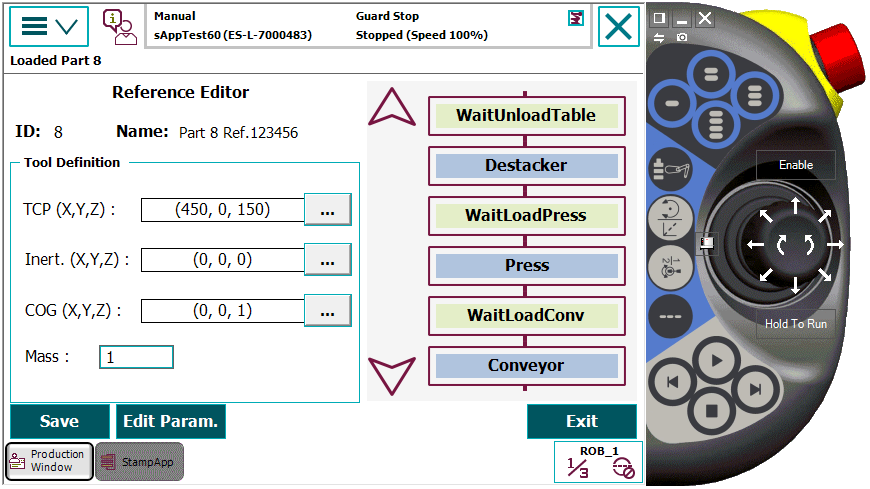 Manual
Guard Stop
sAppTest60 (ES-L-7000483)
Stopped (Speed 100%)
Loaded Part 8
Reference Editor
ID: 8 Name: Part 8 Ref.123456
Tool Definition
TCP (X,Y,Z) : (450, 0, 150) ...
Inert. (X,Y,Z) : (0, 0, 0) ...
COG (X,Y,Z) : (0, 0, 1) ...
Mass : 1
WaitUnloadTable
Destacker
WaitLoadPress
Press
WaitLoadConv
Conveyor
Save
Edit Param.
Exit
Production
Window
StampApp
ROB_1
1/3
Enable
Hold To Run
1/2